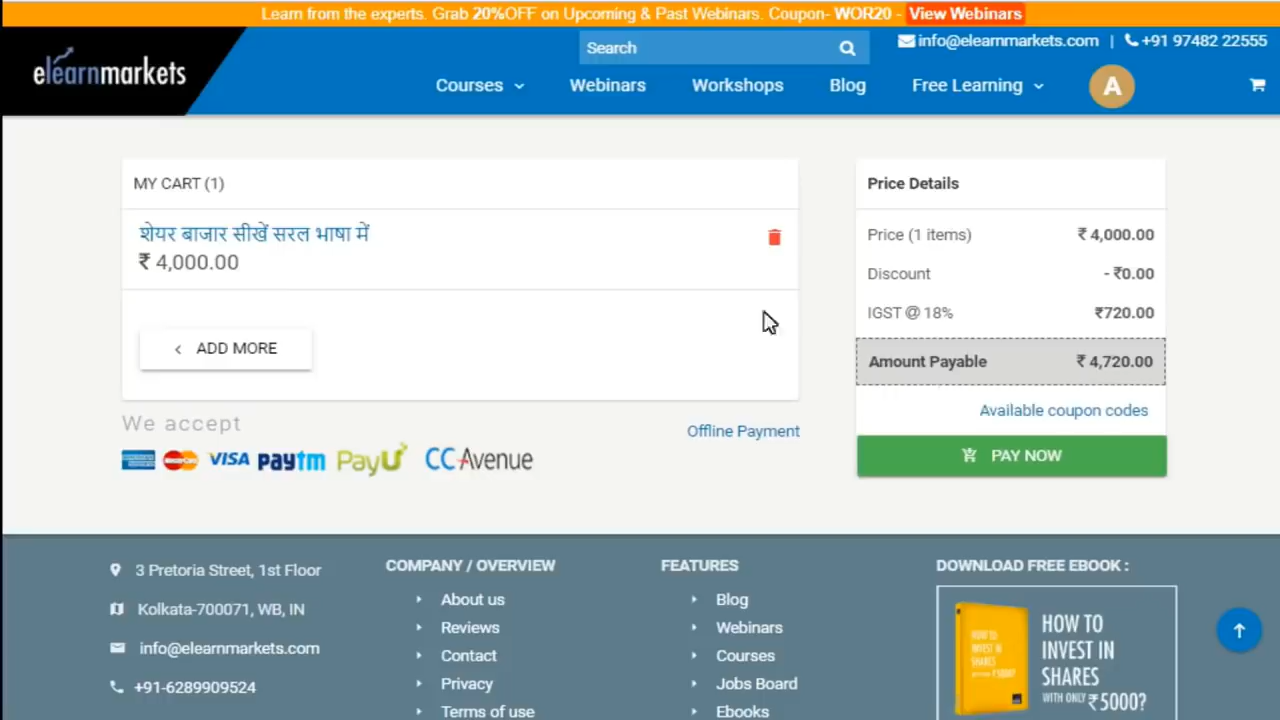 Learn from the experts. Grab 20%OFF on Upcoming & Past Webinars. Coupon- WOR20 - View Webinars
elearnmarkets
Search
info@elearnmarkets.com | +91 97482 22555
Courses Webinars Workshops Blog Free Learning A
MY CART (1)
शेयर बाजार सीखें सरल भाषा में
₹ 4,000.00
< ADD MORE
We accept
VISA paytm PayU CCAvenue
Offline Payment
Price Details
Price (1 items) ₹ 4,000.00
Discount - ₹0.00
IGST @ 18% ₹720.00
Amount Payable ₹ 4,720.00
Available coupon codes
PAY NOW
3 Pretoria Street, 1st Floor
Kolkata-700071, WB, IN
info@elearnmarkets.com
+91-6289909524
COMPANY / OVERVIEW
About us
Reviews
Contact
Privacy
Terms of use
FEATURES
Blog
Webinars
Courses
Jobs Board
Ebooks
DOWNLOAD FREE EBOOK :
HOW TO
INVEST IN
SHARES
WITH ONLY ₹ 5000?